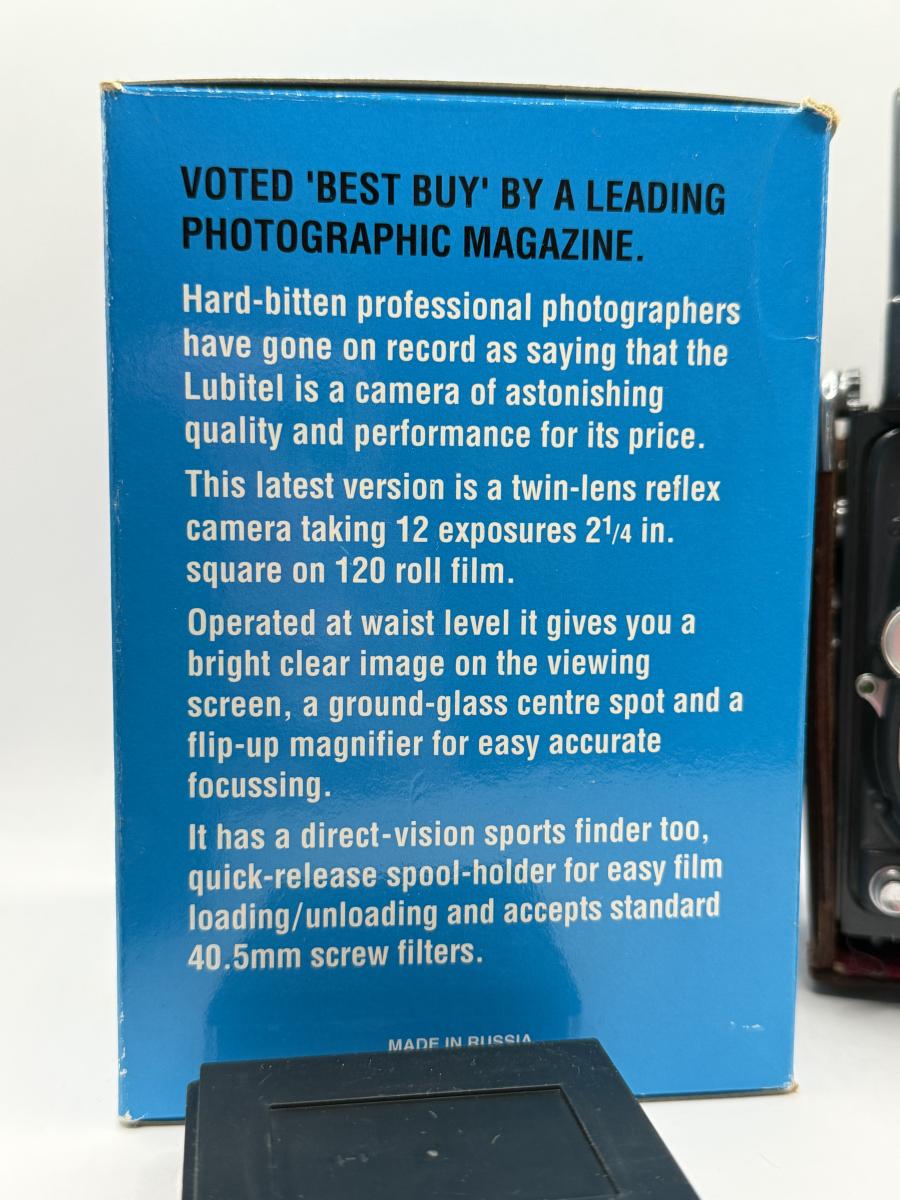 VOTED 'BEST BUY' BY A LEADING
PHOTOGRAPHIC MAGAZINE.
Hard-bitten professional photographers
have gone on record as saying that the
Lubitel is a camera of astonishing
quality and performance for its price.
This latest version is a twin-lens reflex
camera taking 12 exposures 2¹/4 in.
square on 120 roll film.
Operated at waist level it gives you a
bright clear image on the viewing
screen, a ground-glass centre spot and a
flip-up magnifier for easy accurate
focussing.
It has a direct-vision sports finder too,
quick-release spool-holder for easy film
loading/unloading and accepts standard
40.5mm screw filters.
MADE IN RUSSIA